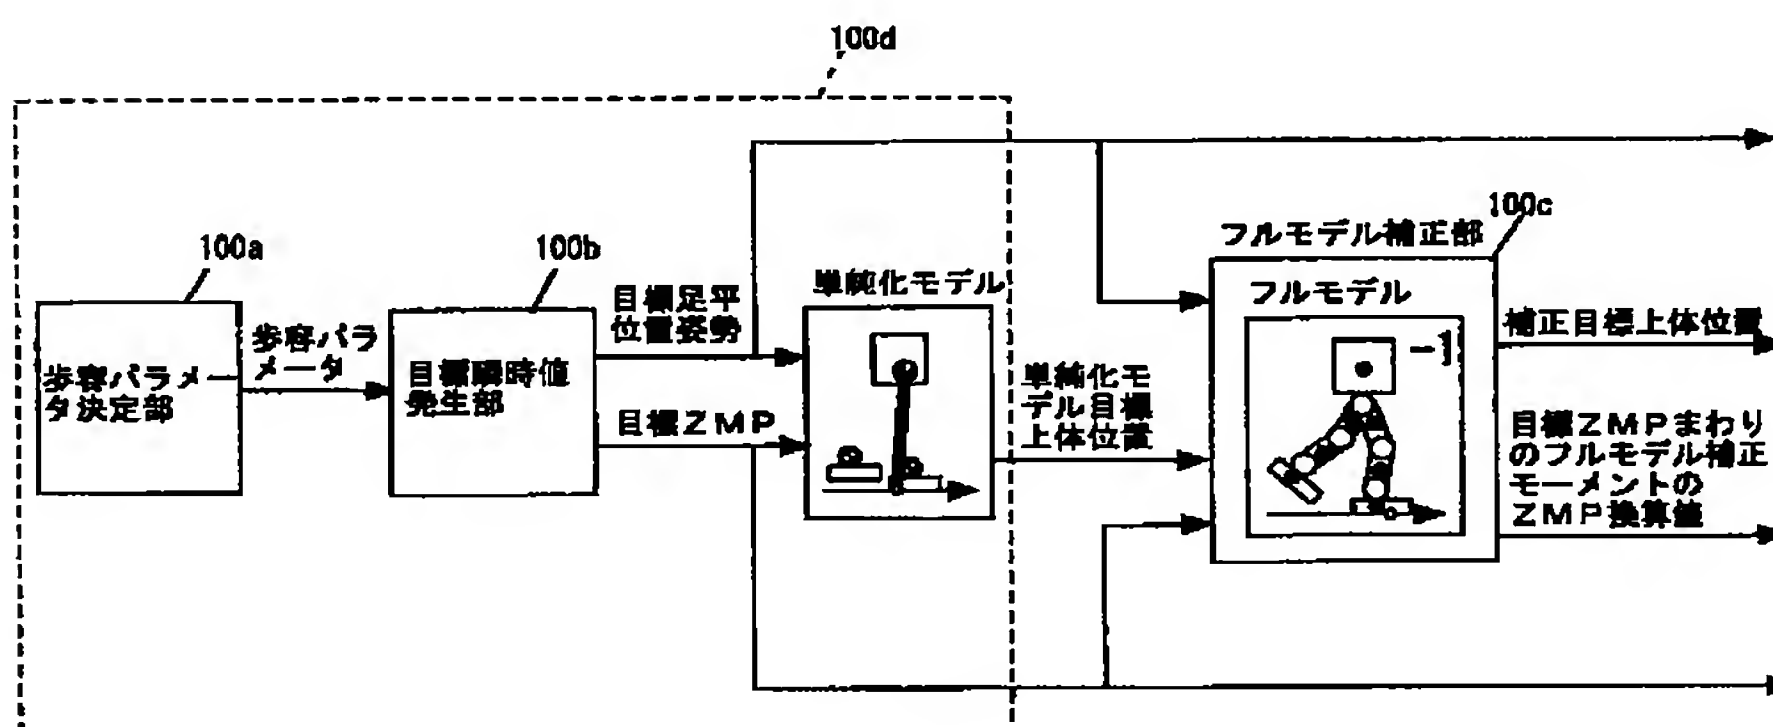 100d
100c
フルモデル補正部
100a
100b
単純化モデル
フルモデル
目標足平
位置姿勢
歩容パラ
メータ
補正目標上体位置
-1
歩容パラメー
タ決定部
目標瞬時値
発生部
単純化モ
デル目標
上体位置
目標ZMP
目標ZMPまわり
のフルモデル補正
モーメントの
ZMP換算値